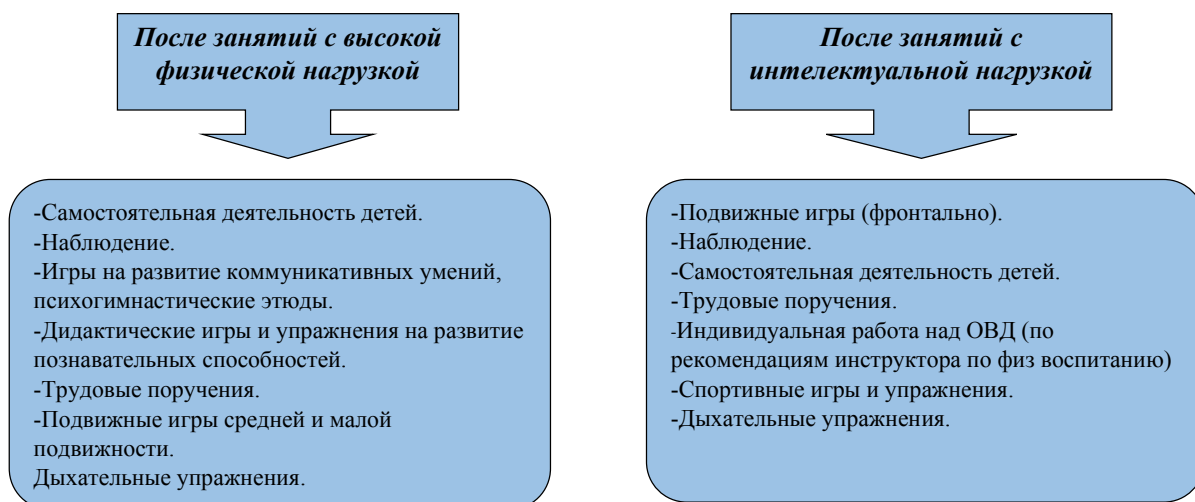 После занятий с высокой
физической нагрузкой
-Самостоятельная деятельность детей.
-Наблюдение.
-Игры на развитие коммуникативных умений,
психогимнастические этюды.
-Дидактические игры и упражнения на развитие
познавательных способностей.
-Трудовые поручения.
-Подвижные игры средней и малой
подвижности.
Дыхательные упражнения.
После занятий с
интелектуальной нагрузкой
-Подвижные игры (фронтально).
-Наблюдение.
-Самостоятельная деятельность детей.
-Трудовые поручения.
-Индивидуальная работа над ОВД (по
рекомендациям инструктора по физ воспитанию)
-Спортивные игры и упражнения.
-Дыхательные упражнения.